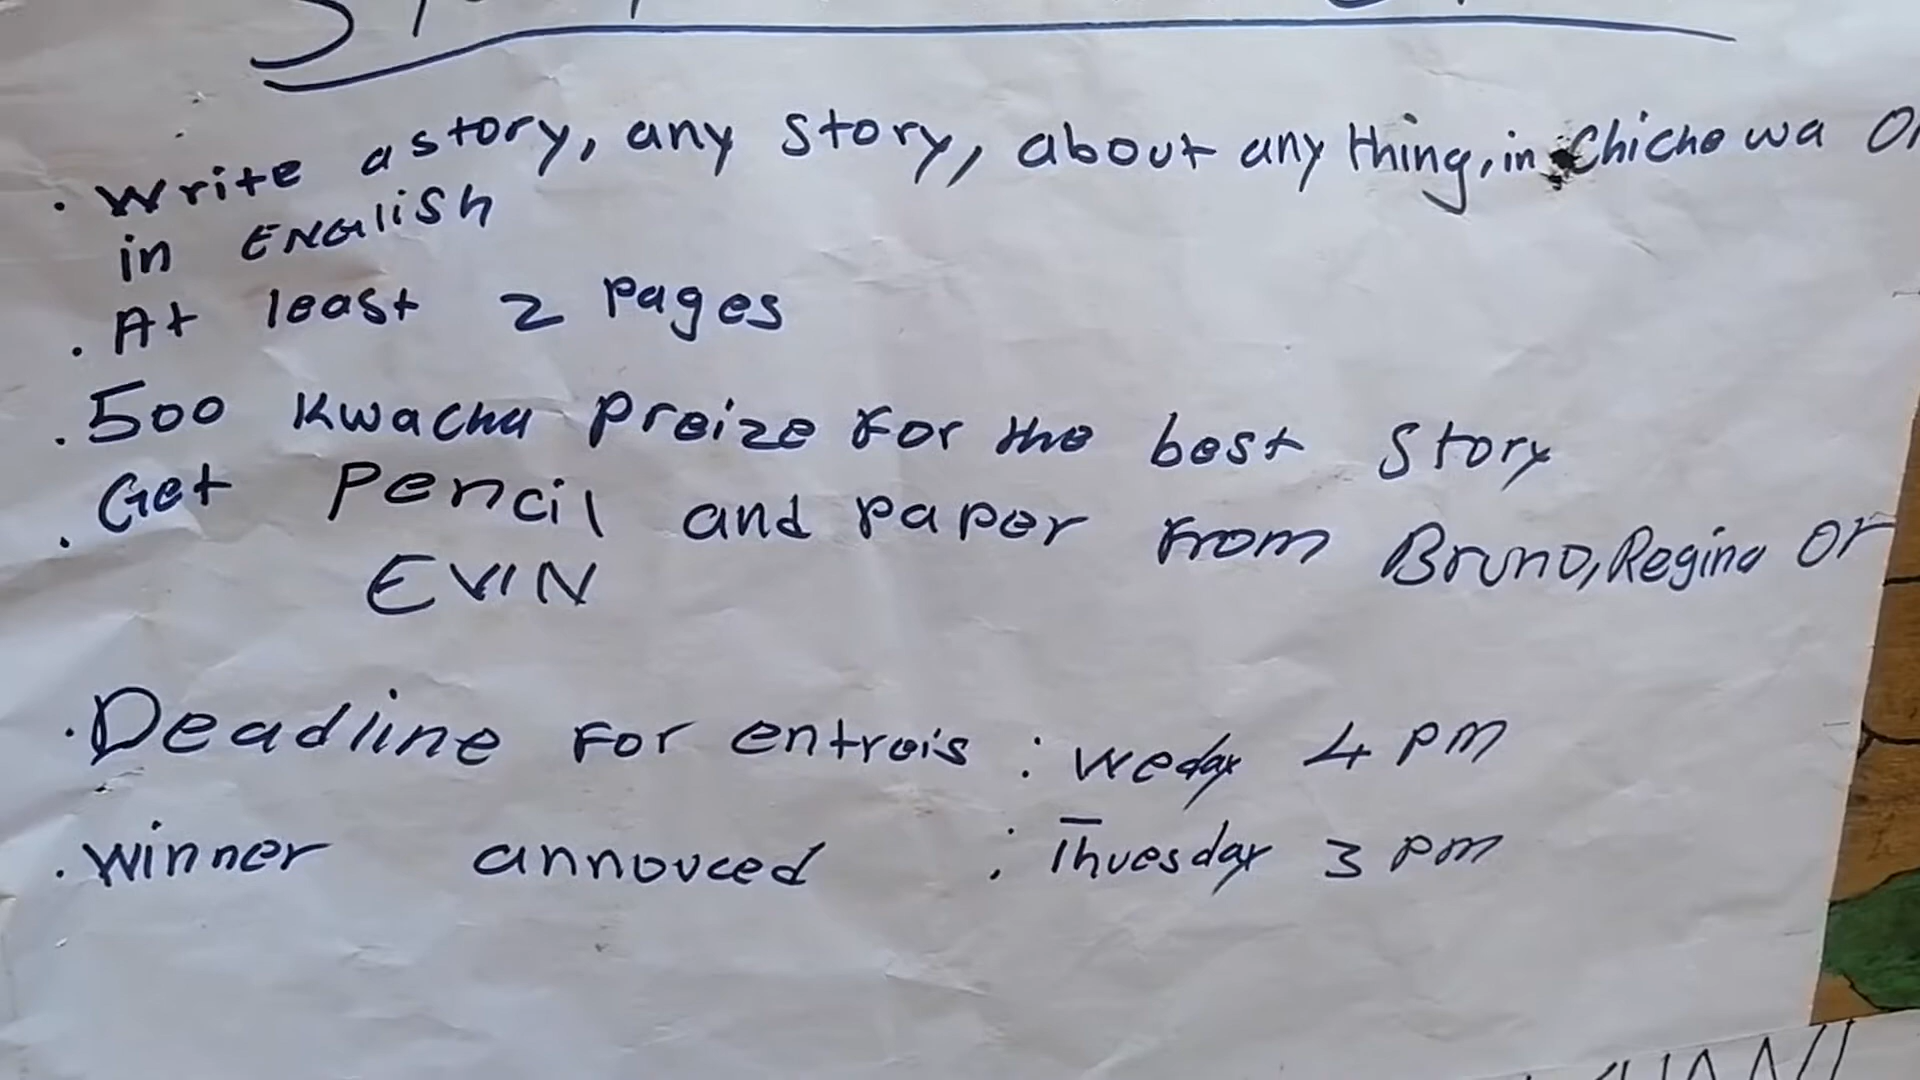 . Write a story, any story, about any thing, in Chichewa or
in ENGlish
. At least 2 pages
. 500 Kwacha Preize For the best Story
. Get Pencil and paper From Bruno, Regina or
EVIN
. Deadline For entreis : weday 4 pm
. winner annouced : Thuesday 3 pm